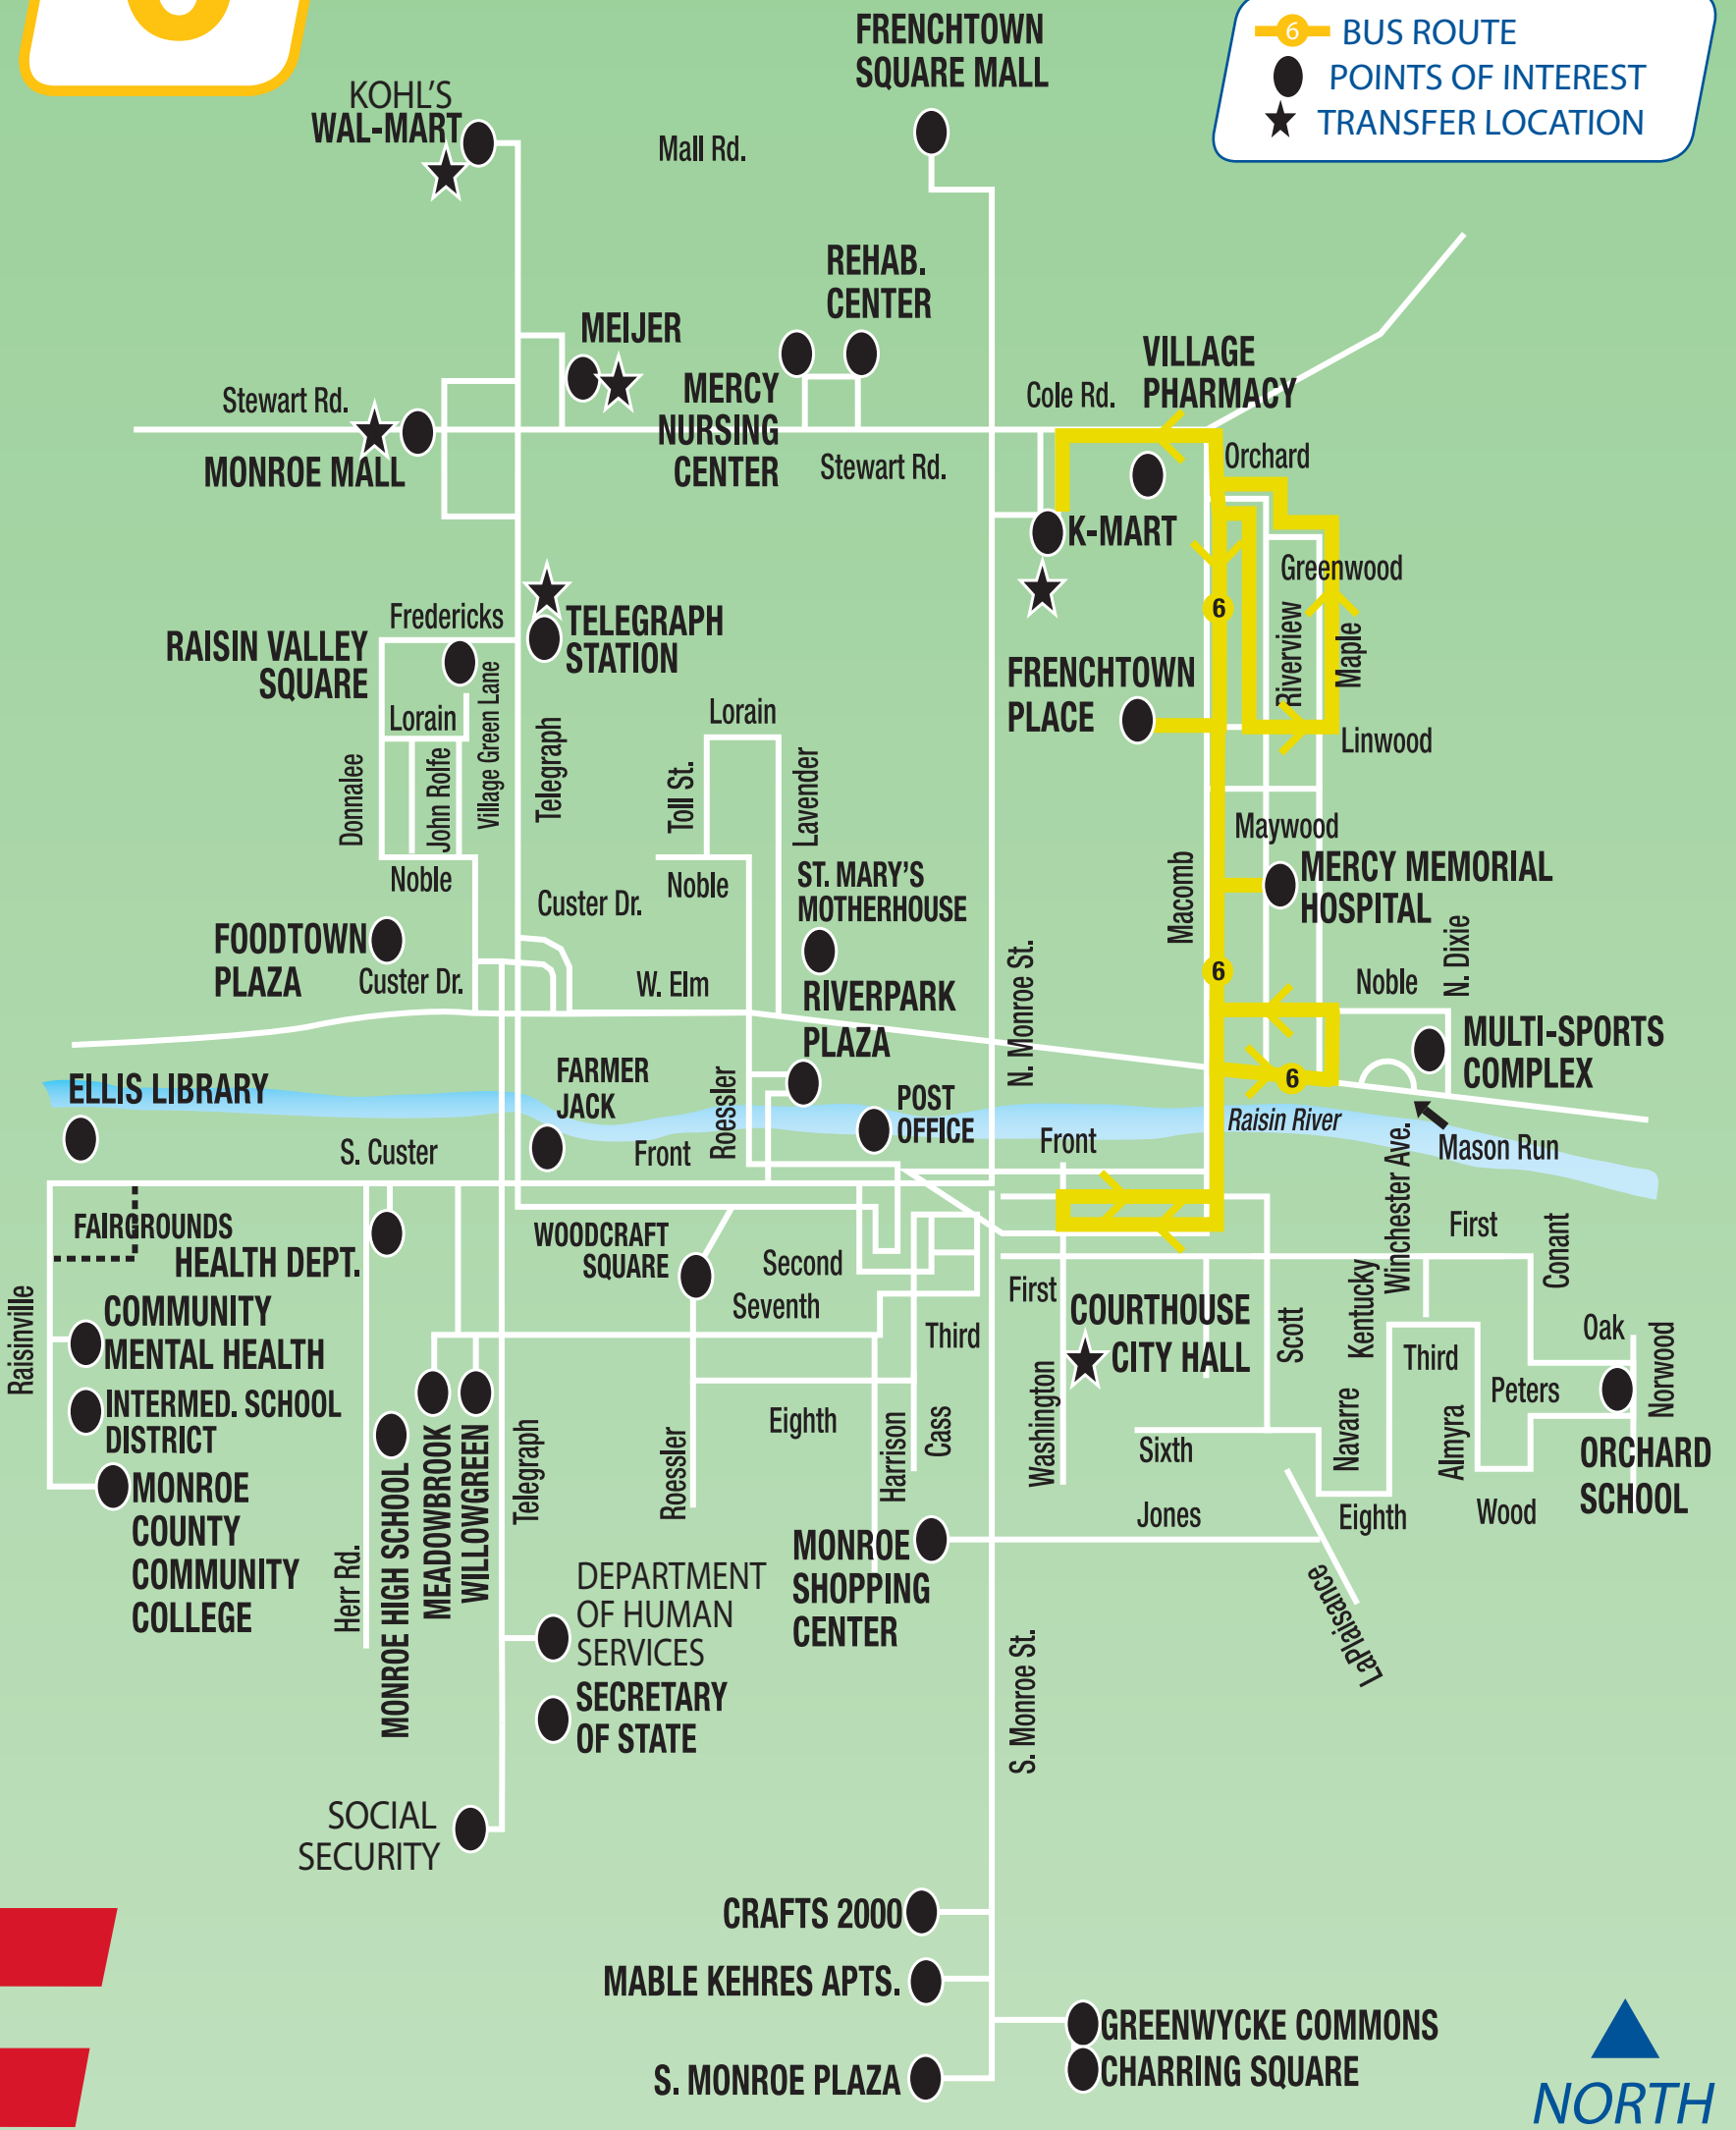 6
BUS ROUTE
POINTS OF INTEREST
TRANSFER LOCATION
FRENCHTOWN
SQUARE MALL
KOHL'S
WAL-MART
Mall Rd.
REHAB.
CENTER
MEIJER
MERCY
NURSING
CENTER
VILLAGE
PHARMACY
Cole Rd.
Stewart Rd.
MONROE MALL
Stewart Rd.
Orchard
K-MART
Greenwood
6
Riverview
Maple
Fredericks
TELEGRAPH
STATION
RAISIN VALLEY
SQUARE
FRENCHTOWN
PLACE
Linwood
Lorain
Lorain
Donnalee
John Rolfe
Village Green Lane
Telegraph
Toll St.
Lavender
Noble
Noble
Maywood
Macomb
MERCY MEMORIAL
HOSPITAL
ST. MARY'S
MOTHERHOUSE
Custer Dr.
FOODTOWN
PLAZA
Custer Dr.
W. Elm
N. Monroe St.
6
Noble
N. Dixie
RIVERPARK
PLAZA
MULTI-SPORTS
COMPLEX
6
ELLIS LIBRARY
FARMER
JACK
Roessler
POST
OFFICE
Raisin River
Mason Run
S. Custer
Front
Front
Winchester Ave.
FAIRGROUNDS
HEALTH DEPT.
WOODCRAFT
SQUARE
Second
Seventh
First
First
Conant
Raisinville
COMMUNITY
MENTAL HEALTH
INTERMED. SCHOOL
DISTRICT
MONROE
COUNTY
COMMUNITY
COLLEGE
Third
COURTHOUSE
CITY HALL
Scott
Kentucky
Third
Oak
Norwood
Peters
Washington
Navarre
Almyra
Eighth
Harrison
Cass
Roessler
Telegraph
Sixth
ORCHARD
SCHOOL
Jones
Eighth
Wood
Herr Rd.
MONROE HIGH SCHOOL
MEADOWBROOK
WILLOWGREEN
MONROE
SHOPPING
CENTER
LaPlaisance
DEPARTMENT
OF HUMAN
SERVICES
SECRETARY
OF STATE
S. Monroe St.
SOCIAL
SECURITY
CRAFTS 2000
MABLE KEHRES APTS.
GREENWYCKE COMMONS
CHARRING SQUARE
S. MONROE PLAZA
NORTH